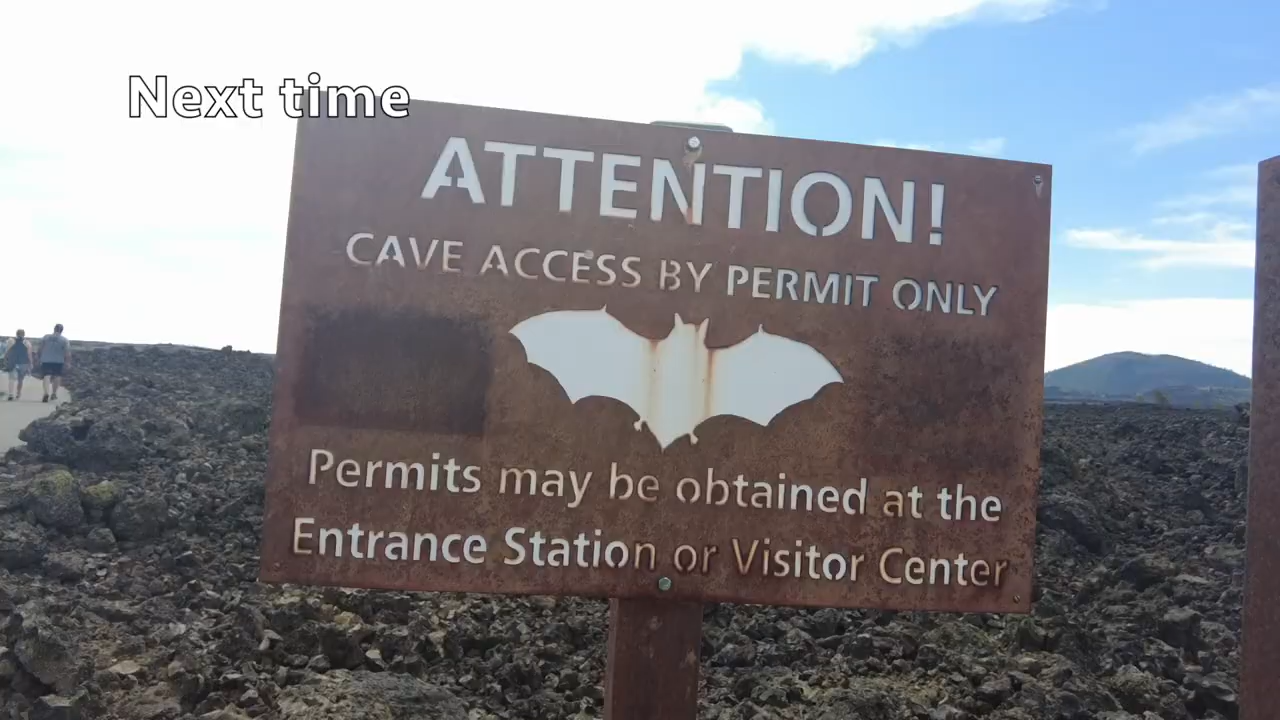 Next time
ATTENTION!
CAVE ACCESS BY PERMIT ONLY
Permits may be obtained at the
Entrance Station or Visitor Center